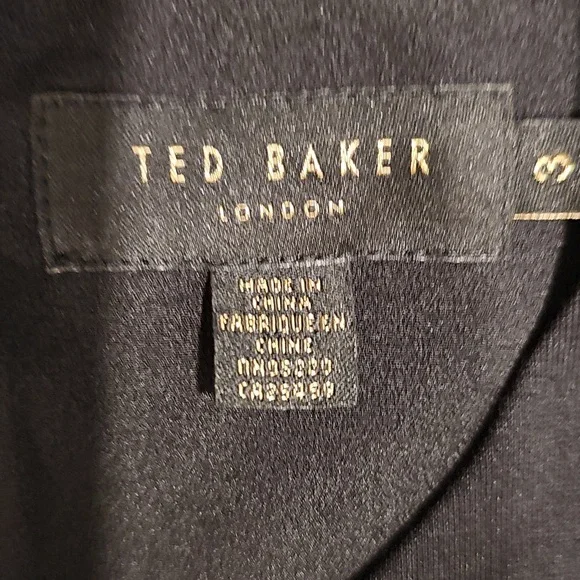 TED BAKER
LONDON
3
MADE IN
CHINA
FABRIQUE EN
CHINE